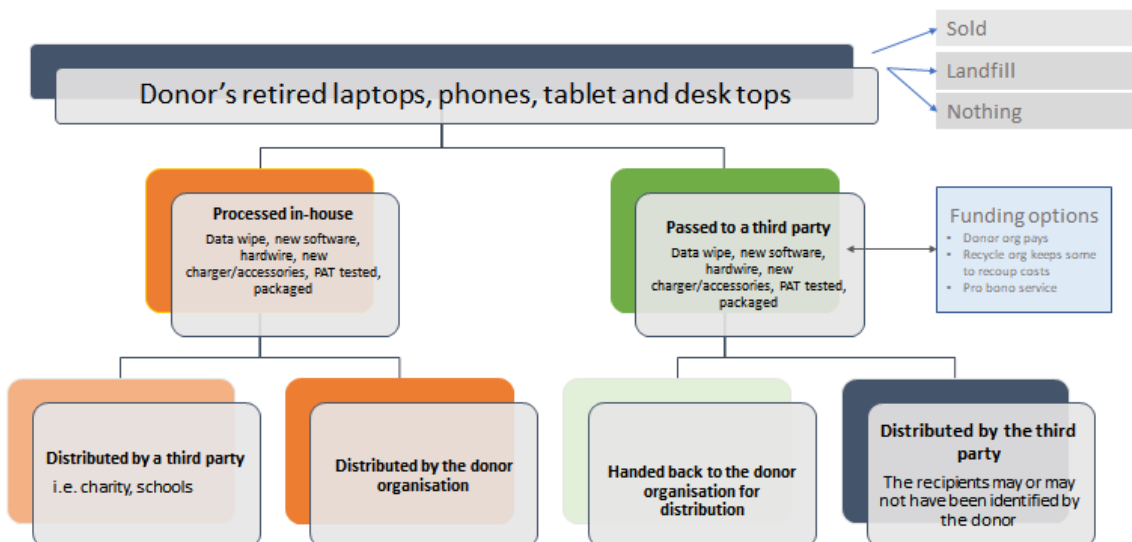 Sold
Landfill
Nothing
Donor's retired laptops, phones, tablet and desk tops
Processed in-house
Data wipe, new software,
hardwire, new
charger/accessories, PAT tested,
packaged
Passed to a third party
Data wipe, new software,
hardwire, new
charger/accessories, PAT tested,
packaged
Funding options
• Donor org pays
• Recycle org keeps some
to recoup costs
• Pro bono service
Distributed by a third party
i.e. charity, schools
Distributed by the donor
organisation
Handed back to the donor
organisation for
distribution
Distributed by the third
party
The recipients may or may
not have been identified by
the donor